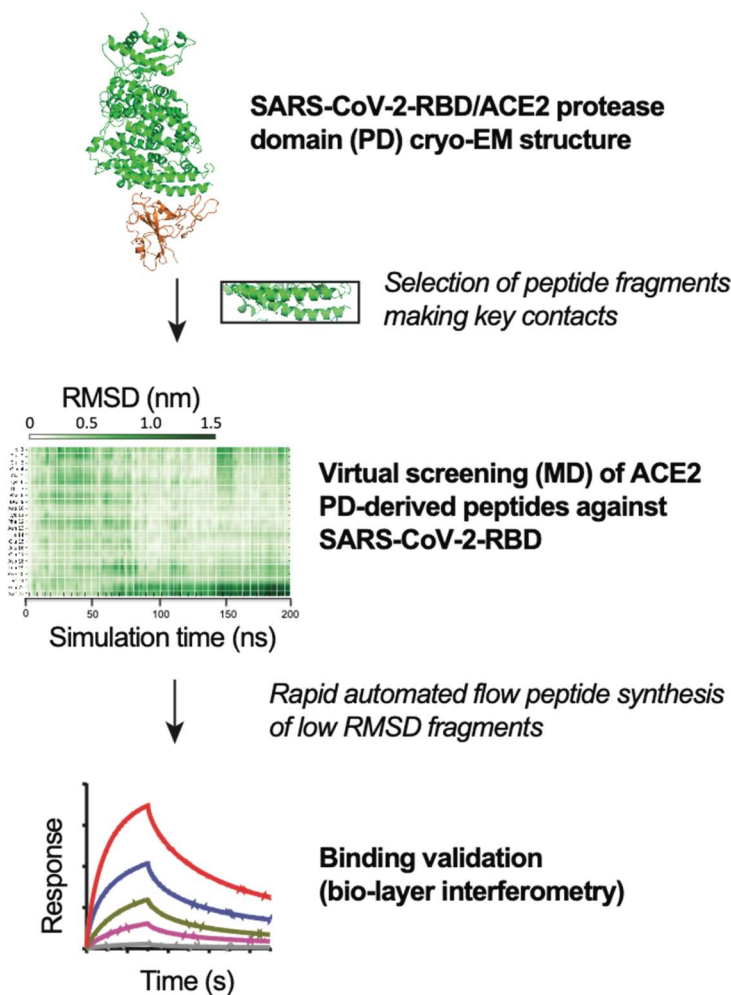 SARS-CoV-2-RBD/ACE2 protease
domain (PD) cryo-EM structure
Selection of peptide fragments
making key contacts
RMSD (nm)
0 0.5 1.0 1.5
Virtual screening (MD) of ACE2
PD-derived peptides against
SARS-CoV-2-RBD
0 50 100 150 200
Simulation time (ns)
Rapid automated flow peptide synthesis
of low RMSD fragments
Response
Binding validation
(bio-layer interferometry)
Time (s)